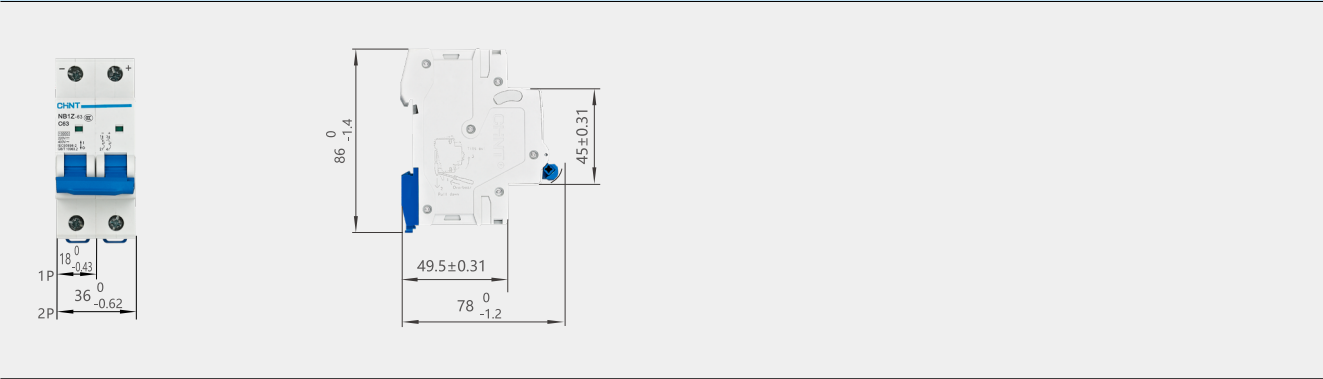 − +
CHNT
NB1Z-63 CCC
C63
18 0 -0.43
1P
36 0 -0.62
2P
86 0 -1.4
45±0.31
49.5±0.31
78 0 -1.2